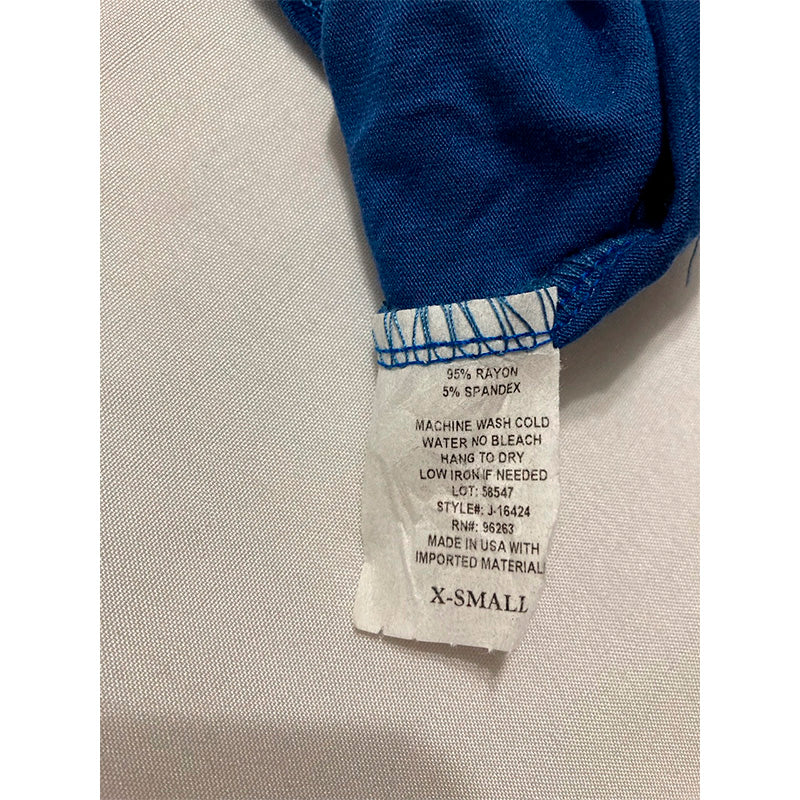 95% RAYON
5% SPANDEX
MACHINE WASH COLD
WATER NO BLEACH
HANG TO DRY
LOW IRON IF NEEDED
LOT: 58547
STYLE#: J-16424
RN#: 96263
MADE IN USA WITH
IMPORTED MATERIAL
X-SMALL